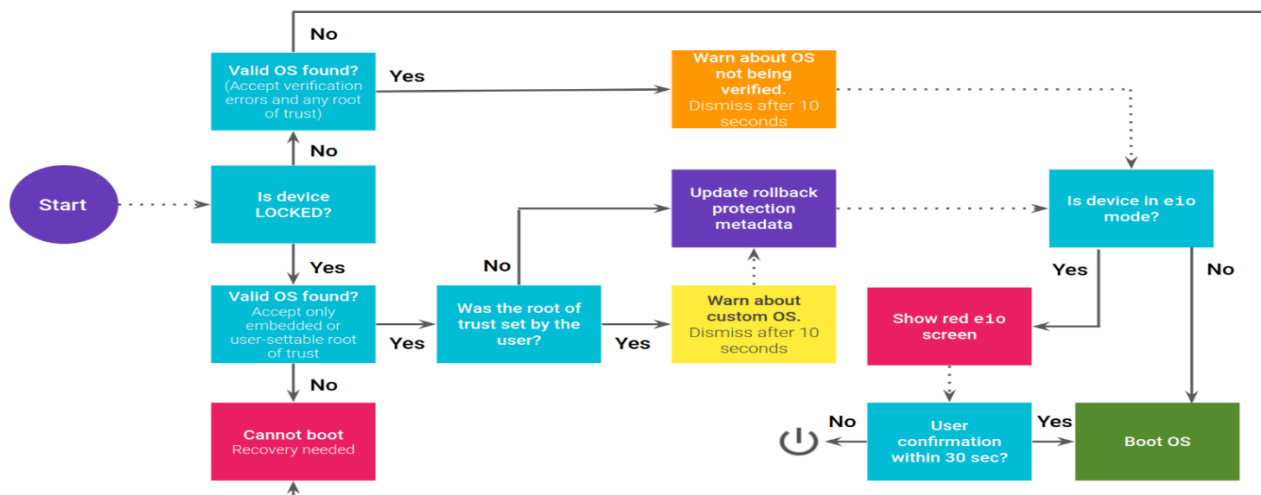 No
Valid OS found?
(Accept verification
errors and any root
of trust)
Yes
Warn about OS
not being
verified.
Dismiss after 10
seconds
No
Start
Is device
LOCKED?
Update rollback
protection
metadata
Is device in eio
mode?
Yes
No
Yes
No
Valid OS found?
Accept only
embedded or
user-settable root
of trust
Yes
Was the root of
trust set by the
user?
Yes
Warn about
custom OS.
Dismiss after 10
seconds
Show red eio
screen
No
Cannot boot
Recovery needed
No
User
confirmation
within 30 sec?
Yes
Boot OS